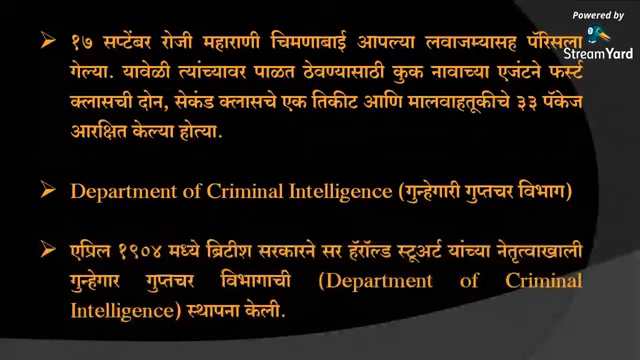 Powered by
StreamYard
➢ १७ सप्टेंबर रोजी महाराणी चिमणाबाई आपल्या लवाजम्यासह पॅरिसला
गेल्या. यावेळी त्यांच्यावर पाळत ठेवण्यासाठी कुक नावाच्या एजंटने फर्स्ट
क्लासची दोन, सेकंड क्लासचे एक तिकीट आणि मालवाहतूकीचे ३३ पॅकेज
आरक्षित केल्या होत्या.
➢ Department of Criminal Intelligence (गुन्हेगारी गुप्तचर विभाग)
➢ एप्रिल १९०४ मध्ये ब्रिटीश सरकारने सर हॅरॉल्ड स्टूअर्ट यांच्या नेतृत्वाखाली
गुन्हेगार गुप्तचर विभागाची (Department of Criminal
Intelligence) स्थापना केली.